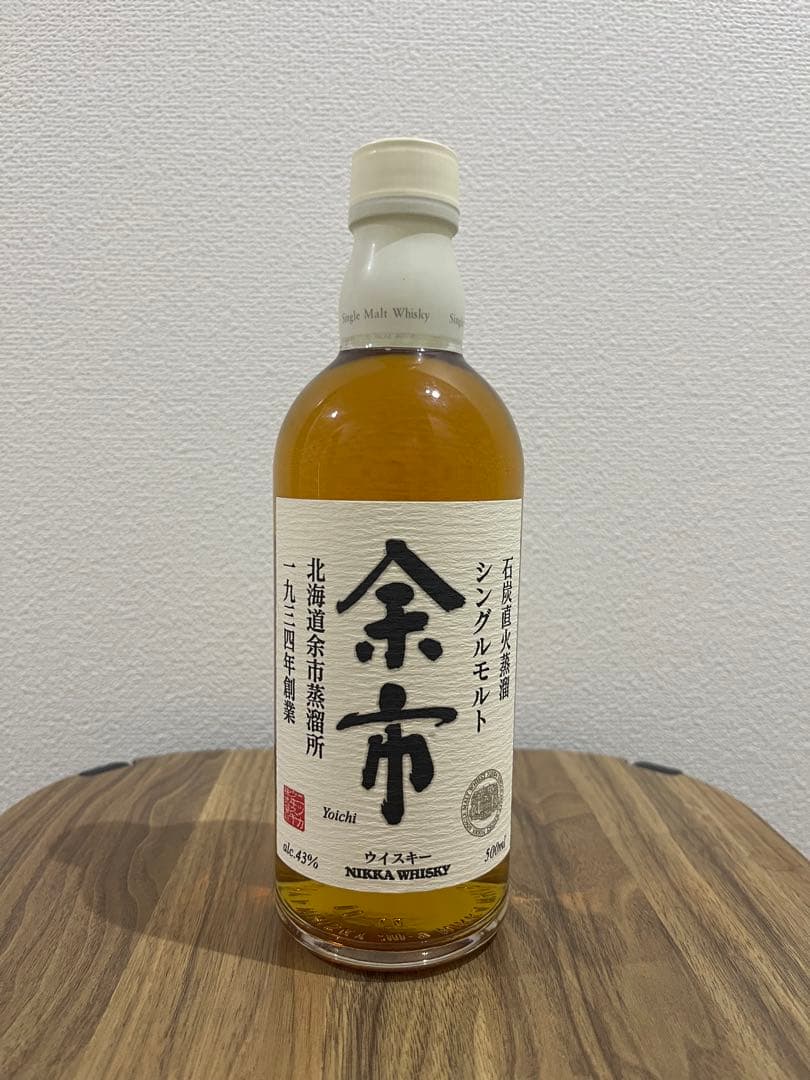 Single Malt Whisky
石炭直火蒸溜
シングルモルト
余市
北海道余市蒸溜所
一九三四年創業
Yoichi
alc.43%
ウイスキー
NIKKA WHISKY
500ml